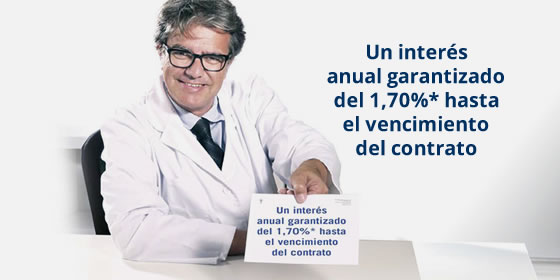 Un interés
anual garantizado
del 1,70%* hasta
el vencimiento
del contrato
Un interés
anual garantizado
del 1,70%* hasta
el vencimiento
del contrato